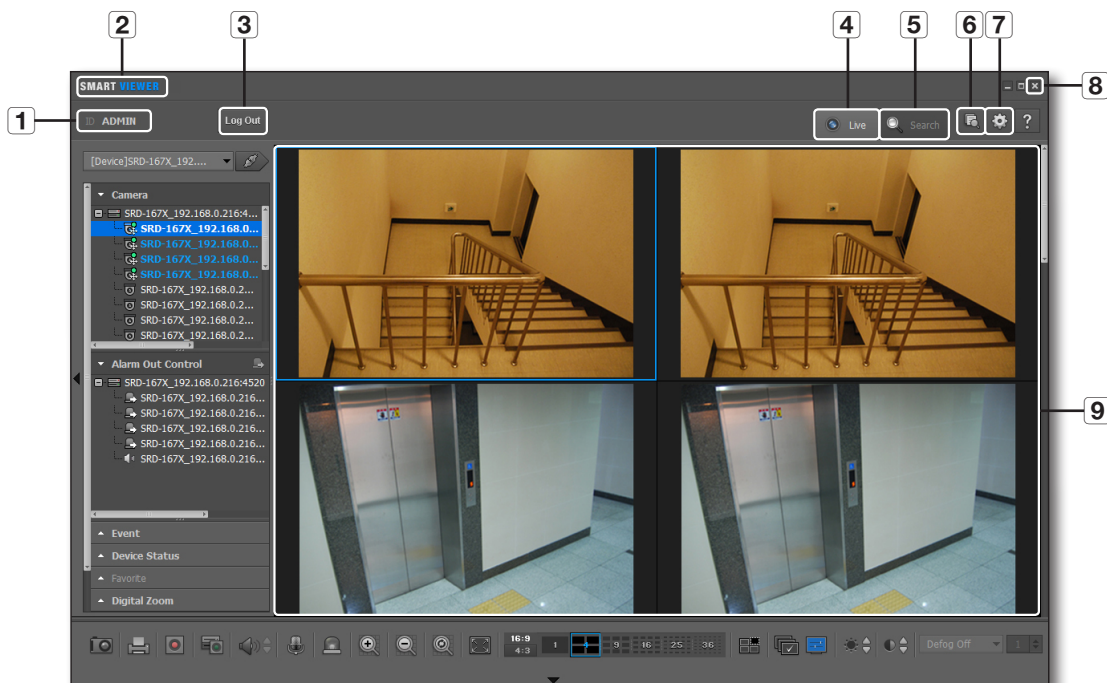 2
3
4
5
6
7
SMART VIEWER
8
1
ID ADMIN
Log Out
Live
Search
?
[Device]SRD-167X_192....
Camera
SRD-167X_192.168.0.216:4...
SRD-167X_192.168.0...
SRD-167X_192.168.0...
SRD-167X_192.168.0...
SRD-167X_192.168.0...
SRD-167X_192.168.0.2...
SRD-167X_192.168.0.2...
SRD-167X_192.168.0.2...
SRD-167X_192.168.0.2...
Alarm Out Control
SRD-167X_192.168.0.216:4520
SRD-167X_192.168.0.216...
SRD-167X_192.168.0.216...
SRD-167X_192.168.0.216...
SRD-167X_192.168.0.216...
SRD-167X_192.168.0.216...
9
Event
Device Status
Favorite
Digital Zoom
16:9
4:3
1
4
9
16
25
36
Defog Off
1